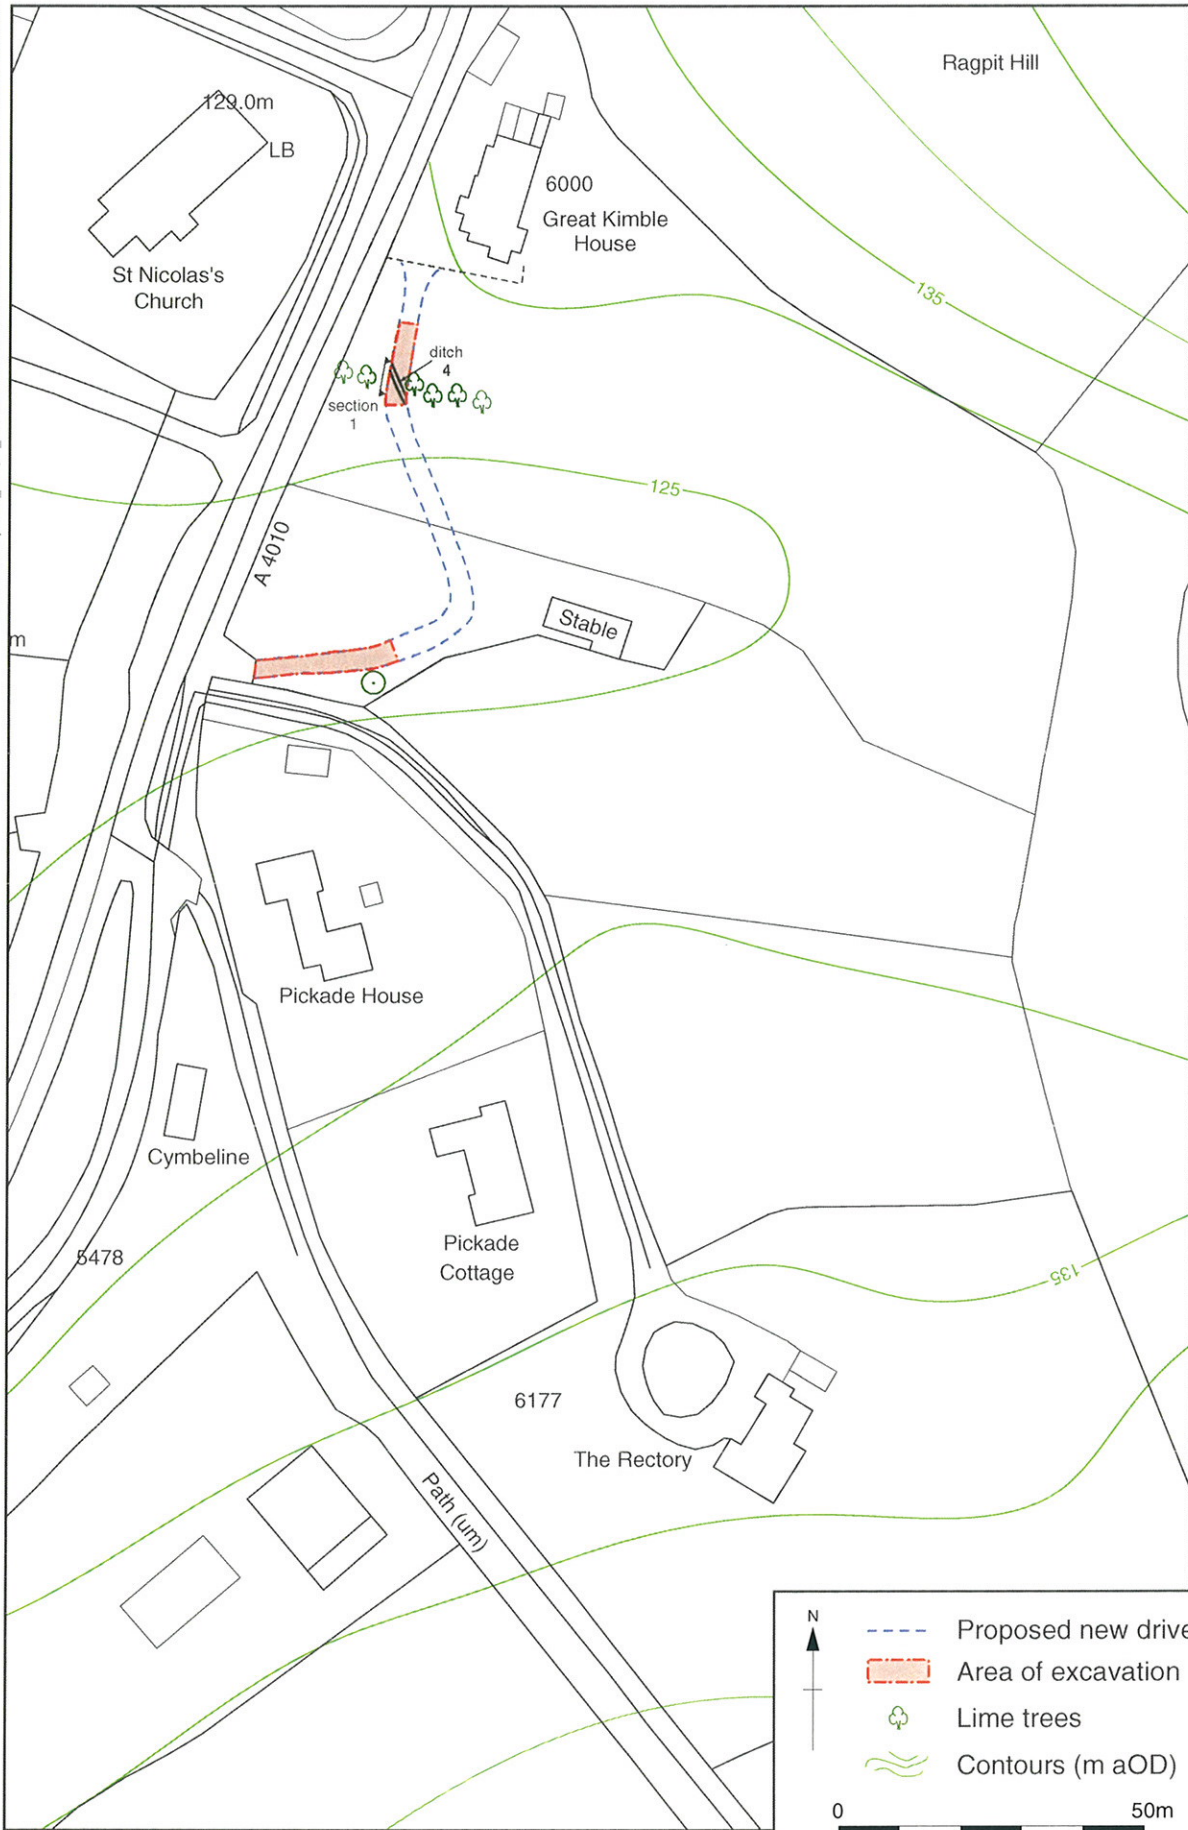 Ragpit Hill
129.0m
LB
6000
Great Kimble
House
St Nicolas's
Church
135
ditch
4
section
1
125
A 4010
Stable
m
Pickade House
Cymbeline
Pickade
Cottage
5478
135
6177
The Rectory
Path (um)
N
Proposed new drive
Area of excavation
Lime trees
Contours (m aOD)
0
50m